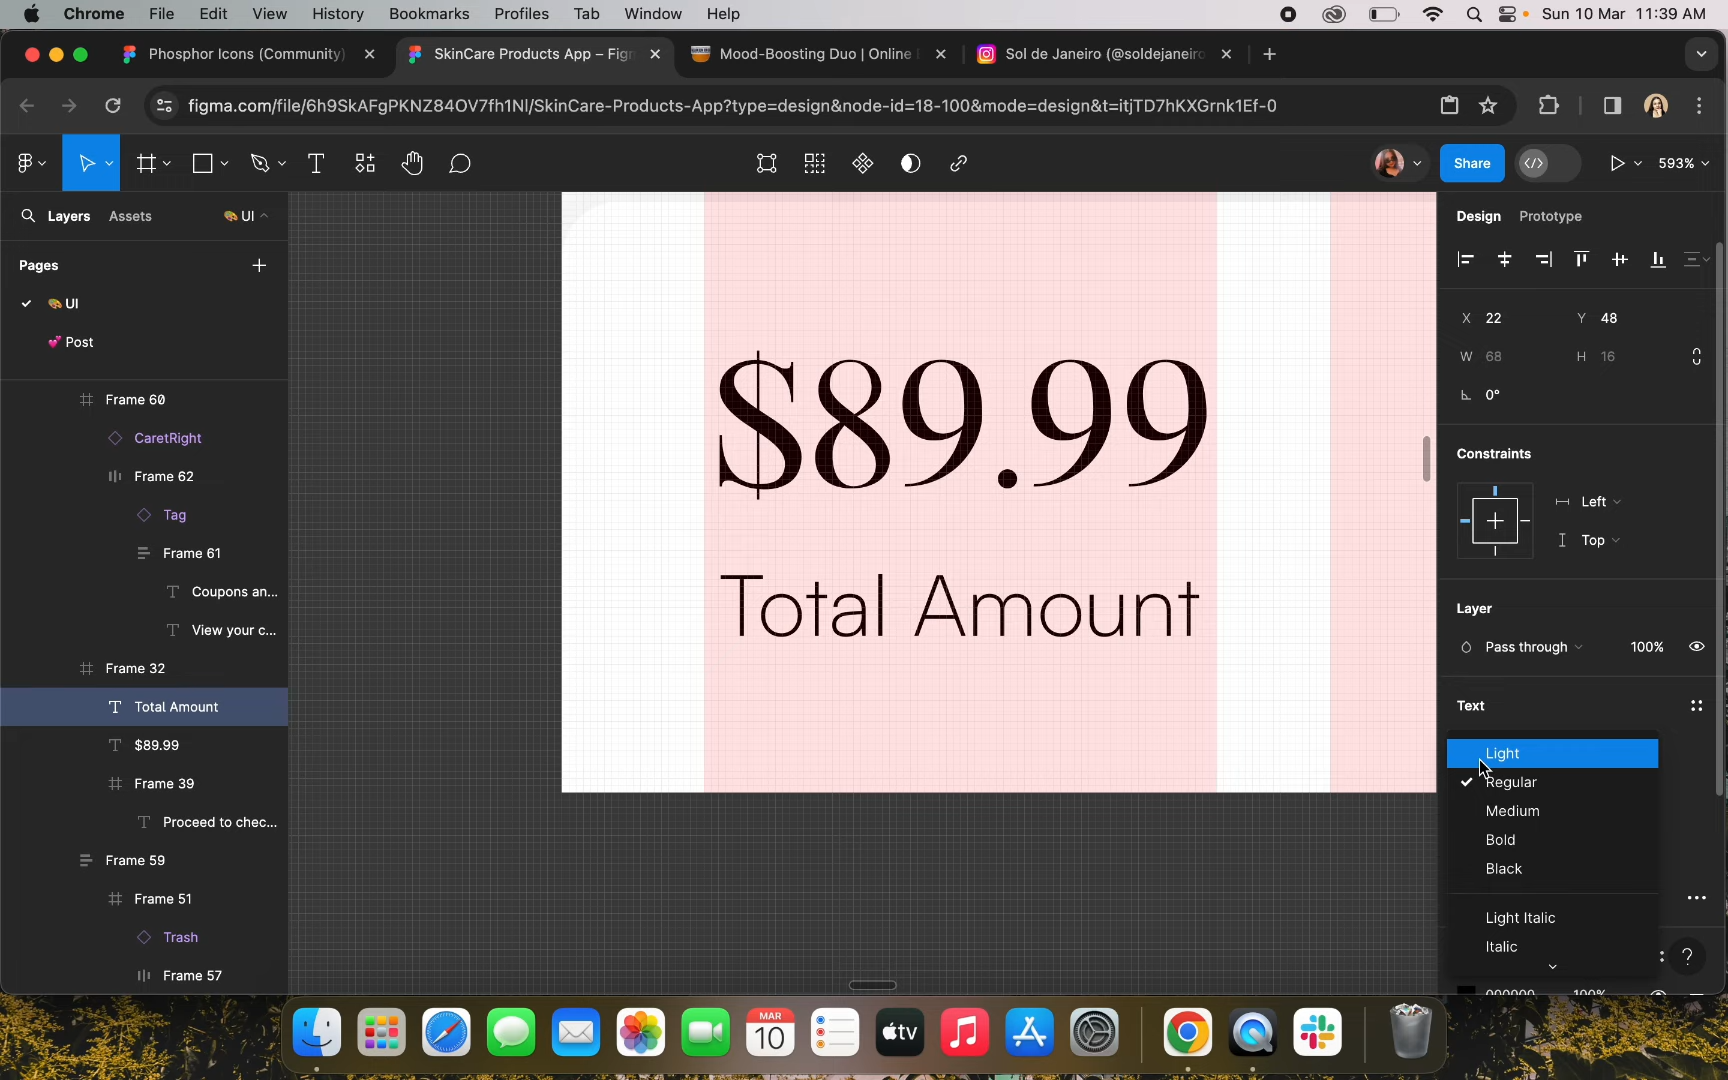 Chrome File Edit View History Bookmarks Profiles Tab Window Help Sun 10 Mar 11:39 AM
Phosphor Icons (Community) SkinCare Products App – Fig Mood-Boosting Duo | Online Sol de Janeiro (@soldejaneiro
figma.com/file/6h9SkAFgPKNZ84OV7fh1Nl/SkinCare-Products-App?type=design&node-id=18-100&mode=design&t=itjTD7hKXGrnk1Ef-0
Share 593%
Layers Assets UI
Design Prototype
Pages
UI
Post
X 22 Y 48
W 68 H 16
0°
Frame 60
CaretRight
Frame 62
Tag
Frame 61
Coupons an...
View your c...
Frame 32
Total Amount
$89.99
Frame 39
Proceed to chec...
Frame 59
Frame 51
Trash
Frame 57
$89.99
Total Amount
Constraints
Left
Top
Layer
Pass through 100%
Text
Light
Regular
Medium
Bold
Black
Light Italic
Italic
?
000000 100%
MAR
10
tv